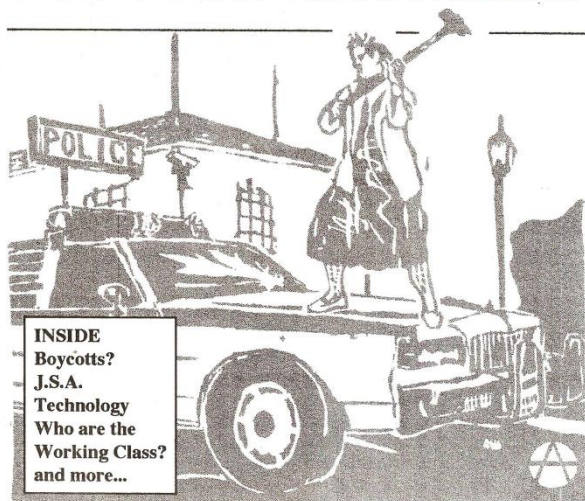 POLICE
INSIDE
Boycotts?
J.S.A.
Technology
Who are the
Working Class?
and more...